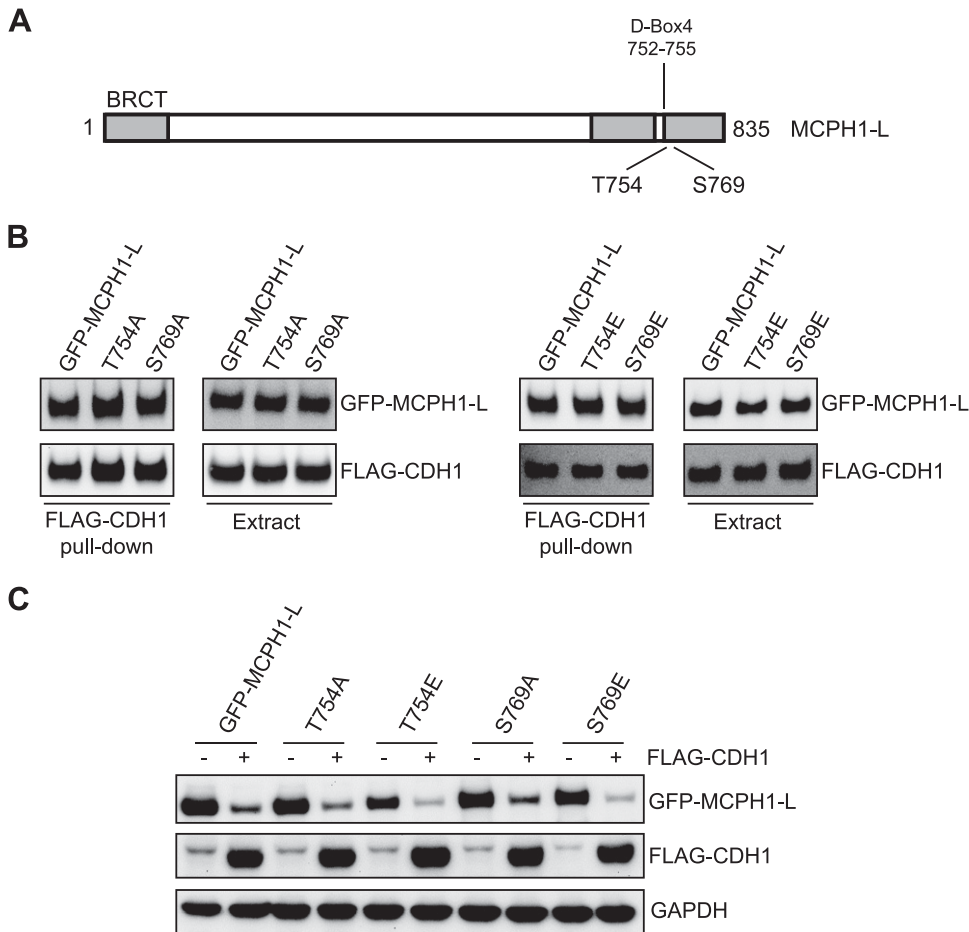 A
D-Box4
752-755
BRCT
1
835
MCPH1-L
T754
S769
B
GFP-MCPH1-L
T754A
S769A
GFP-MCPH1-L
T754A
S769A
GFP-MCPH1-L
FLAG-CDH1
FLAG-CDH1
pull-down
Extract
GFP-MCPH1-L
T754E
S769E
GFP-MCPH1-L
T754E
S769E
GFP-MCPH1-L
FLAG-CDH1
FLAG-CDH1
pull-down
Extract
C
GFP-MCPH1-L
T754A
T754E
S769A
S769E
- + - + - + - + - + FLAG-CDH1
GFP-MCPH1-L
FLAG-CDH1
GAPDH